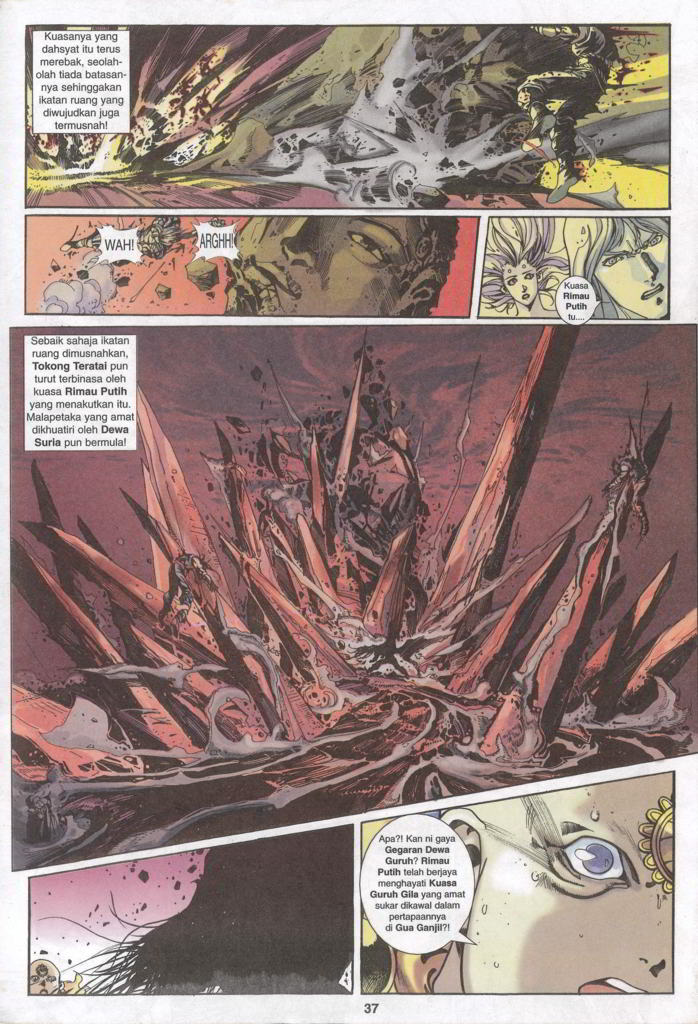 Kuasanya yang
dahsyat itu terus
merebak, seolah-
olah tiada batasan-
nya sehinggakan
ikatan ruang yang
diwujudkan juga
termusnah!
WAH!
ARGHH!
Kuasa
Rimau
Putih
tu....
Sebaik sahaja ikatan
ruang dimusnahkan,
Tokong Teratai pun
turut terbinasa oleh
kuasa Rimau Putih
yang menakutkan itu.
Malapetaka yang amat
dikhuatiri oleh Dewa
Suria pun bermula!
Apa?! Kan ni gaya
Gegaran Dewa
Guruh? Rimau
Putih telah berjaya
menghayati Kuasa
Guruh Gila yang amat
sukar dikawal dalam
pertapaannya
di Gua Ganjil?!
37